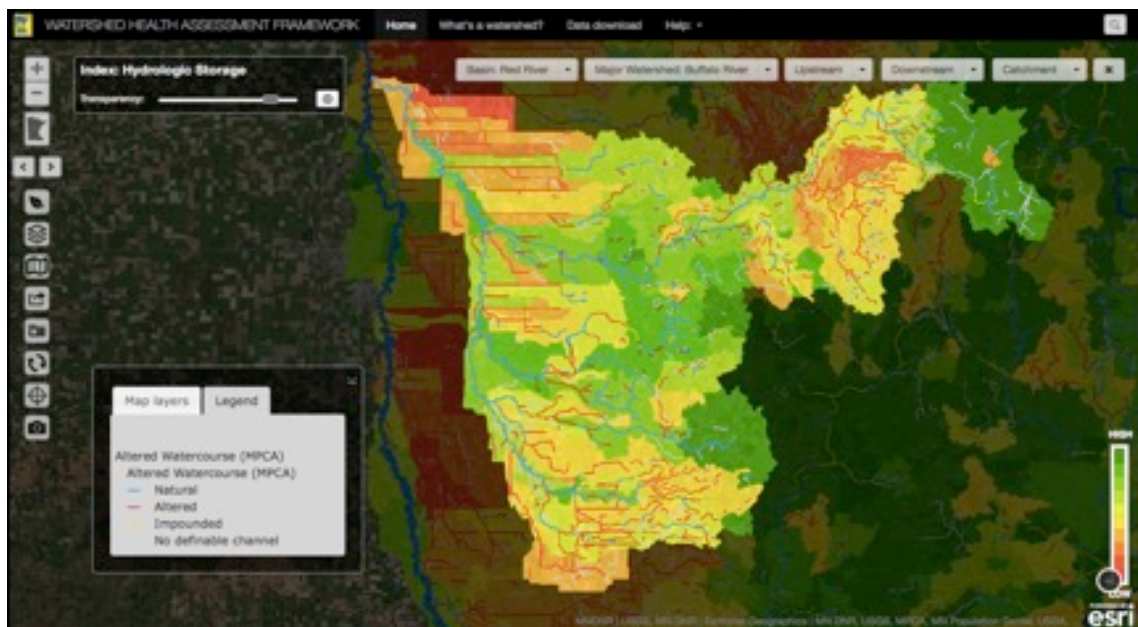 WATERSHED HEALTH ASSESSMENT FRAMEWORK
Home
What's a watershed?
Data download
Help:
Index: Hydrologic Storage
Transparency:
Basin: Red River
Major Watershed: Buffalo River
Upstream
Downstream
Catchment
Map layers
Legend
Altered Watercourse (MPCA)
Altered Watercourse (MPCA)
Natural
Altered
Impounded
No definable channel
HIGH
LOW
esri